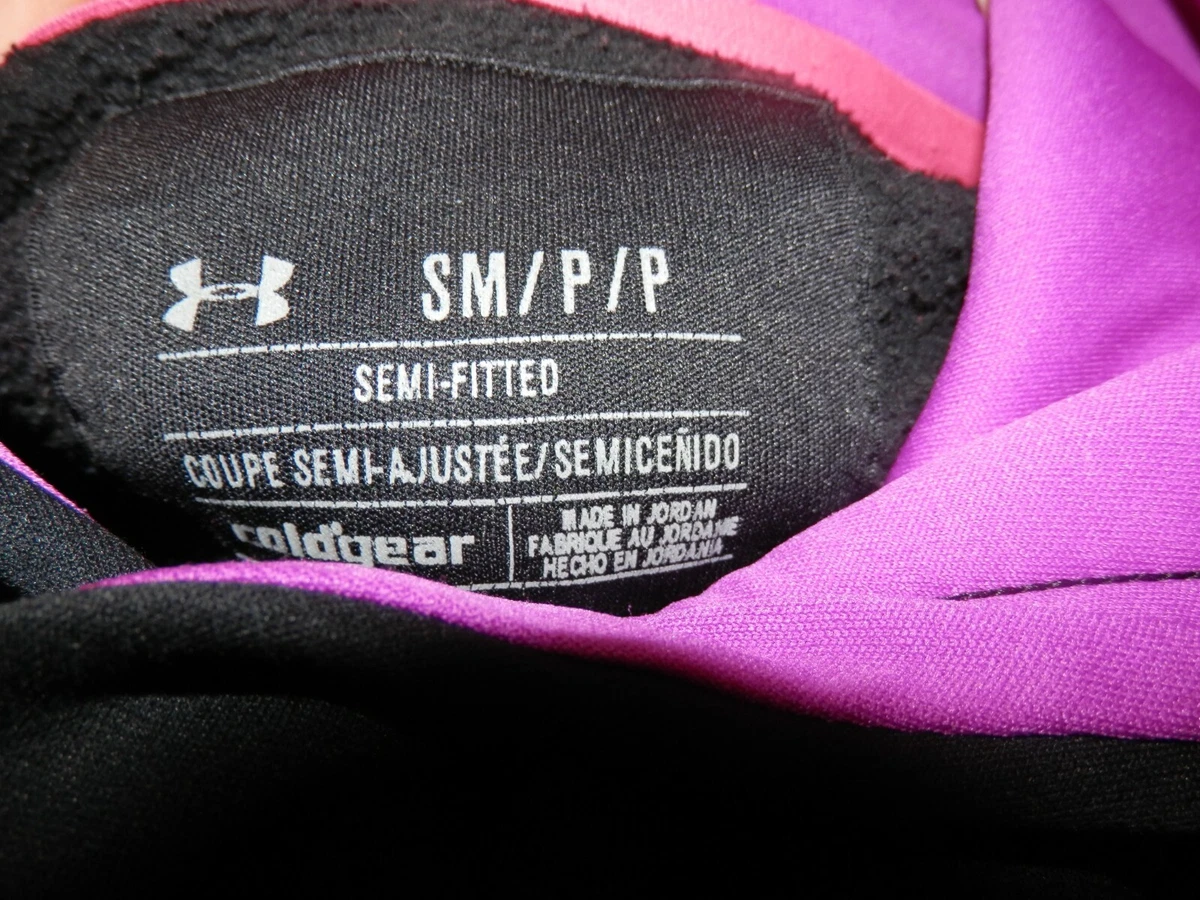 SM/P/P
SEMI-FITTED
COUPE SEMI-AJUSTÉE/SEMICEÑIDO
coldgear
MADE IN JORDAN
FABRIQUE AU JORDANIE
HECHO EN JORDANIA